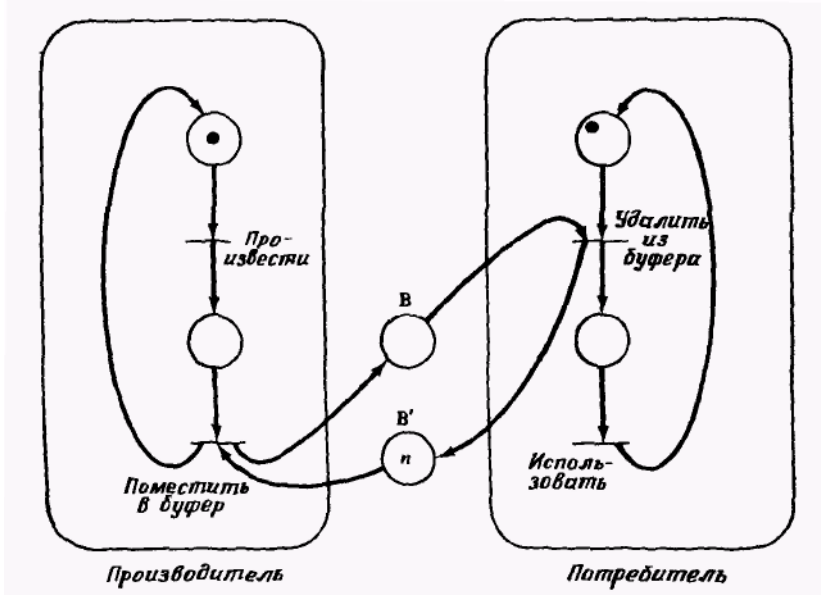 Про-
извести
Удалить
из
буфера
B
B'
n
Поместить
в буфер
Исполь-
зовать
Производитель
Потребитель